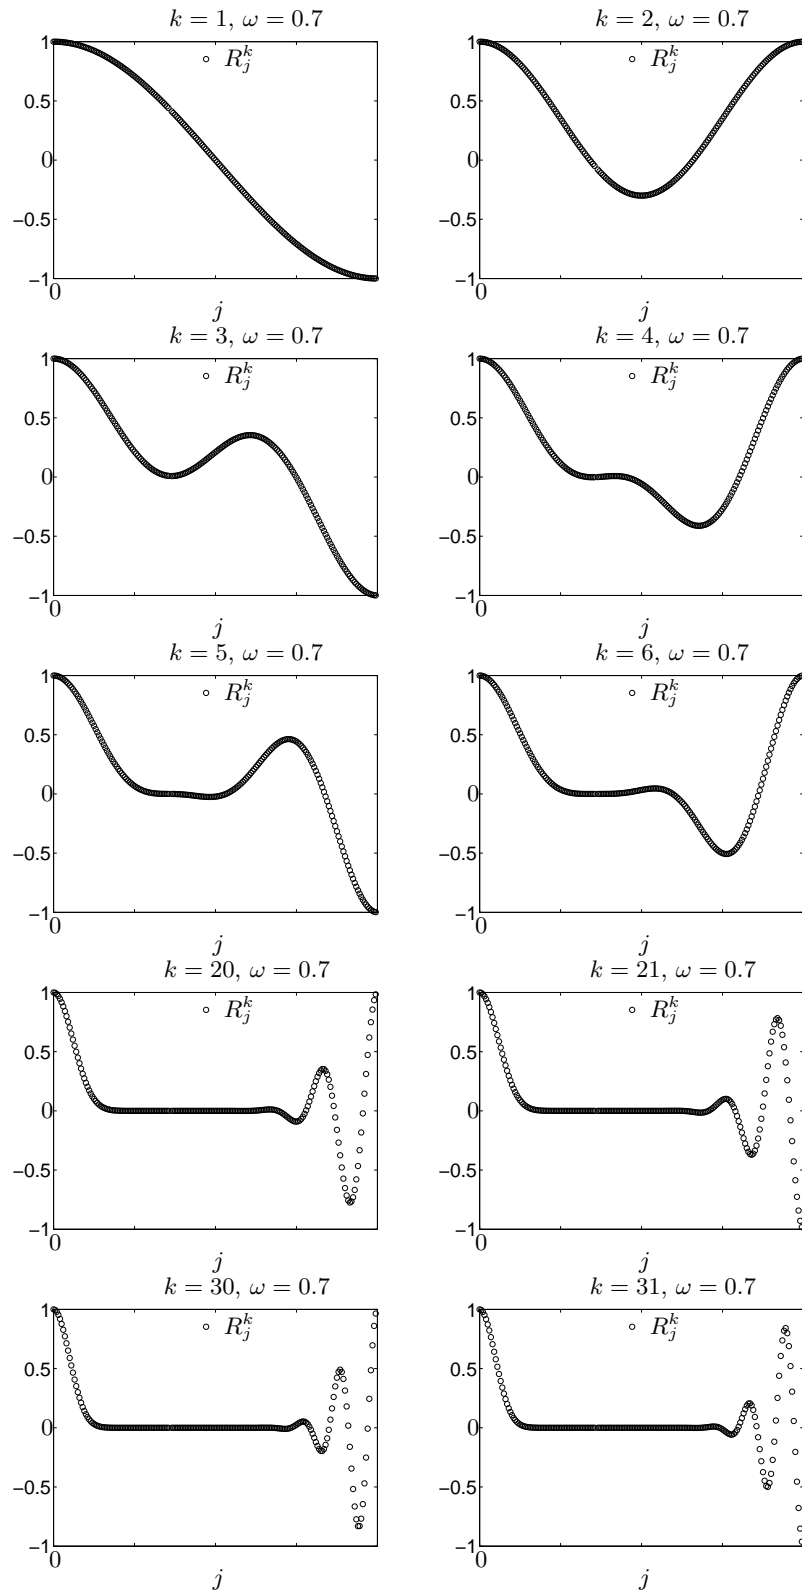 k = 1, ω = 0.7
1
0.5
0
−0.5
−1
0
R_j^k
j
k = 2, ω = 0.7
1
0.5
0
−0.5
−1
0
R_j^k
j
k = 3, ω = 0.7
1
0.5
0
−0.5
−1
0
R_j^k
j
k = 4, ω = 0.7
1
0.5
0
−0.5
−1
0
R_j^k
j
k = 5, ω = 0.7
1
0.5
0
−0.5
−1
0
R_j^k
j
k = 6, ω = 0.7
1
0.5
0
−0.5
−1
0
R_j^k
j
k = 20, ω = 0.7
1
0.5
0
−0.5
−1
0
R_j^k
j
k = 21, ω = 0.7
1
0.5
0
−0.5
−1
0
R_j^k
j
k = 30, ω = 0.7
1
0.5
0
−0.5
−1
0
R_j^k
j
k = 31, ω = 0.7
1
0.5
0
−0.5
−1
0
R_j^k
j